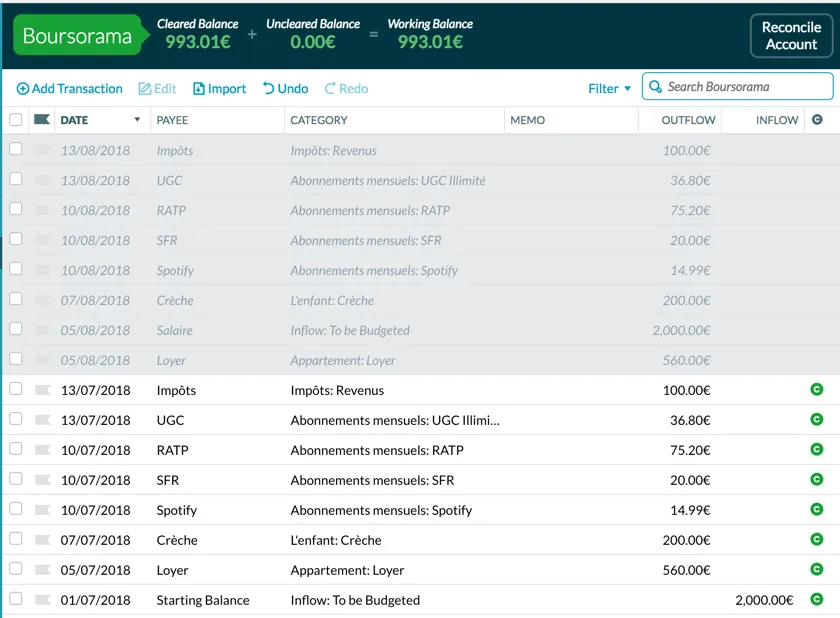 Boursorama
Cleared Balance
993.01€
+
Uncleared Balance
0.00€
=
Working Balance
993.01€
Reconcile
Account
Add Transaction Edit Import Undo Redo Filter Search Boursorama
DATE PAYEE CATEGORY MEMO OUTFLOW INFLOW C
13/08/2018 Impôts Impôts: Revenus 100.00€
13/08/2018 UGC Abonnements mensuels: UGC Illimité 36.80€
10/08/2018 RATP Abonnements mensuels: RATP 75.20€
10/08/2018 SFR Abonnements mensuels: SFR 20.00€
10/08/2018 Spotify Abonnements mensuels: Spotify 14.99€
07/08/2018 Crèche L'enfant: Crèche 200.00€
05/08/2018 Salaire Inflow: To be Budgeted 2,000.00€
05/08/2018 Loyer Appartement: Loyer 560.00€
13/07/2018 Impôts Impôts: Revenus 100.00€ C
13/07/2018 UGC Abonnements mensuels: UGC Illimi... 36.80€ C
10/07/2018 RATP Abonnements mensuels: RATP 75.20€ C
10/07/2018 SFR Abonnements mensuels: SFR 20.00€ C
10/07/2018 Spotify Abonnements mensuels: Spotify 14.99€ C
07/07/2018 Crèche L'enfant: Crèche 200.00€ C
05/07/2018 Loyer Appartement: Loyer 560.00€ C
01/07/2018 Starting Balance Inflow: To be Budgeted 2,000.00€ C